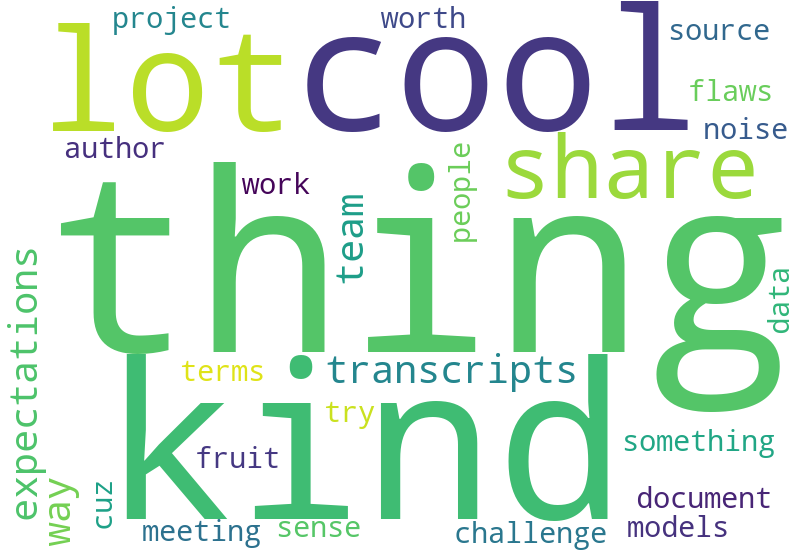 project
worth
source
lot
cool
flaws
noise
author
share
work
people
team
thing
data
expectations
terms
transcripts
try
kind
something
fruit
way
cuz
document
meeting
sense
challenge
models